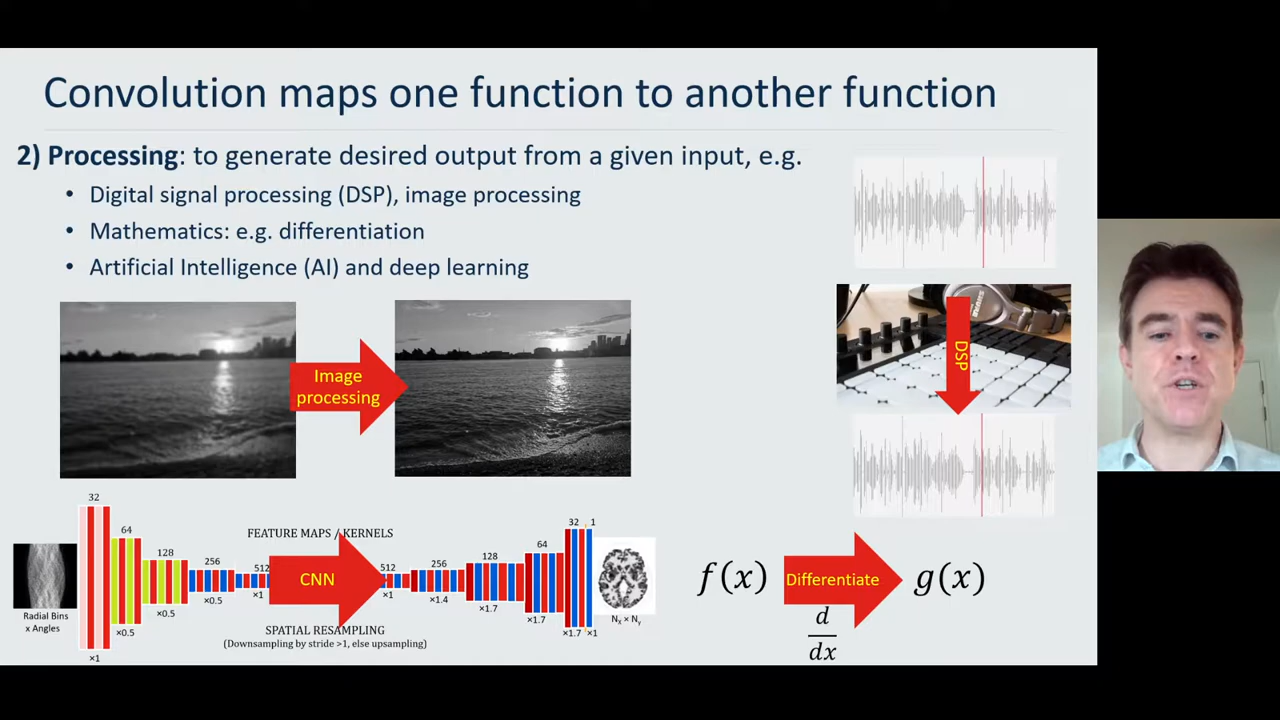 Convolution maps one function to another function
2) Processing: to generate desired output from a given input, e.g.
• Digital signal processing (DSP), image processing
• Mathematics: e.g. differentiation
• Artificial Intelligence (AI) and deep learning
DSP
Image
processing
32
64
128
256
512
FEATURE MAPS / KERNELS
CNN
512
256
128
64
32
1
Radial Bins
x Angles
×1
×0.5
×0.5
×0.5
×1
×1
×1.4
×1.7
×1.7
×1.7
×1
N_X × N_Y
SPATIAL RESAMPLING
(Downsampling by stride >1, else upsampling)
f(x)
Differentiate
g(x)
d
dx